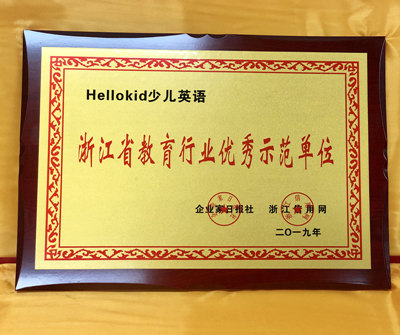 Hellokid少儿英语
浙江省教育行业优秀示范单位
企业家日报社 浙江信用网
二〇一九年